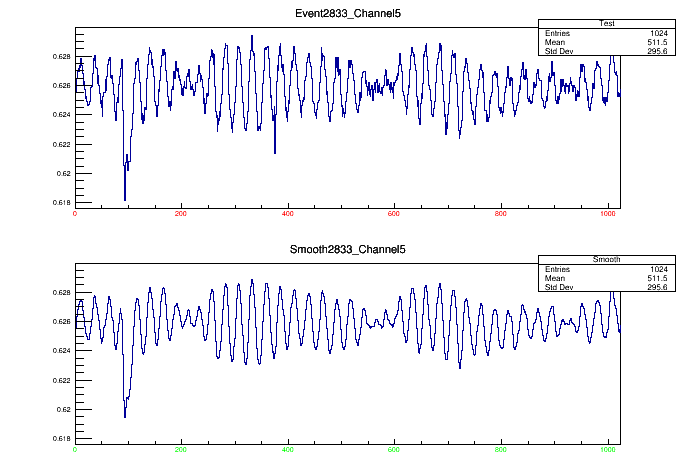 Event2833_Channel5
Test
Entries 1024
Mean 511.5
Std Dev 295.6
0.628
0.626
0.624
0.622
0.62
0.618
0 200 400 600 800 1000
Smooth2833_Channel5
Smooth
Entries 1024
Mean 511.5
Std Dev 295.6
0.628
0.626
0.624
0.622
0.62
0.618
0 200 400 600 800 1000